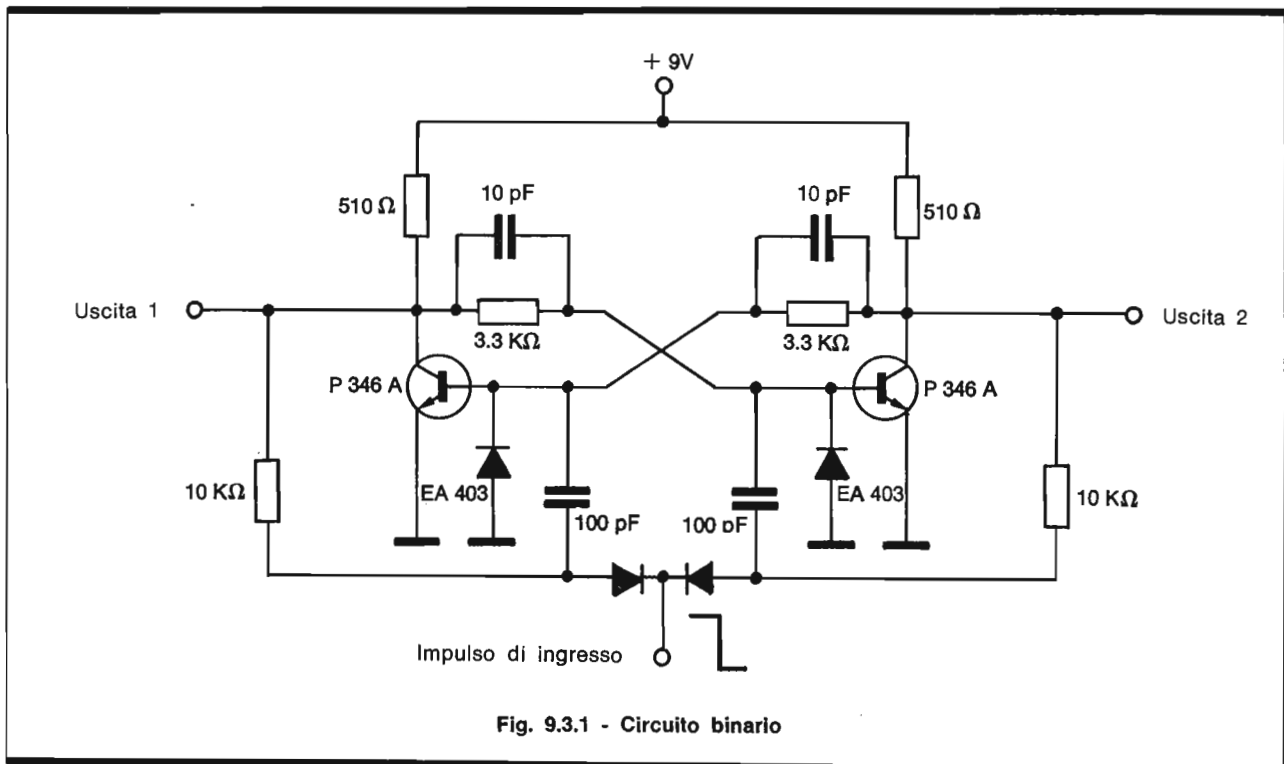 + 9V
10 pF
10 pF
510 Ω
510 Ω
Uscita 1
3.3 KΩ
3.3 KΩ
Uscita 2
P 346 A
P 346 A
10 KΩ
EA 403
100 pF
100 pF
EA 403
10 KΩ
Impulso di ingresso
Fig. 9.3.1 - Circuito binario